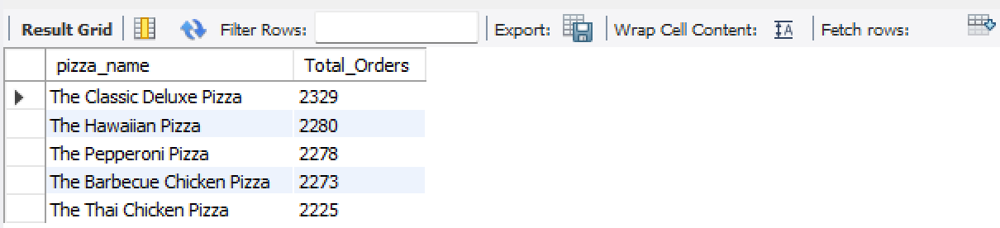 Result Grid Filter Rows: Export: Wrap Cell Content: IA Fetch rows:
pizza_name Total_Orders
The Classic Deluxe Pizza 2329
The Hawaiian Pizza 2280
The Pepperoni Pizza 2278
The Barbecue Chicken Pizza 2273
The Thai Chicken Pizza 2225